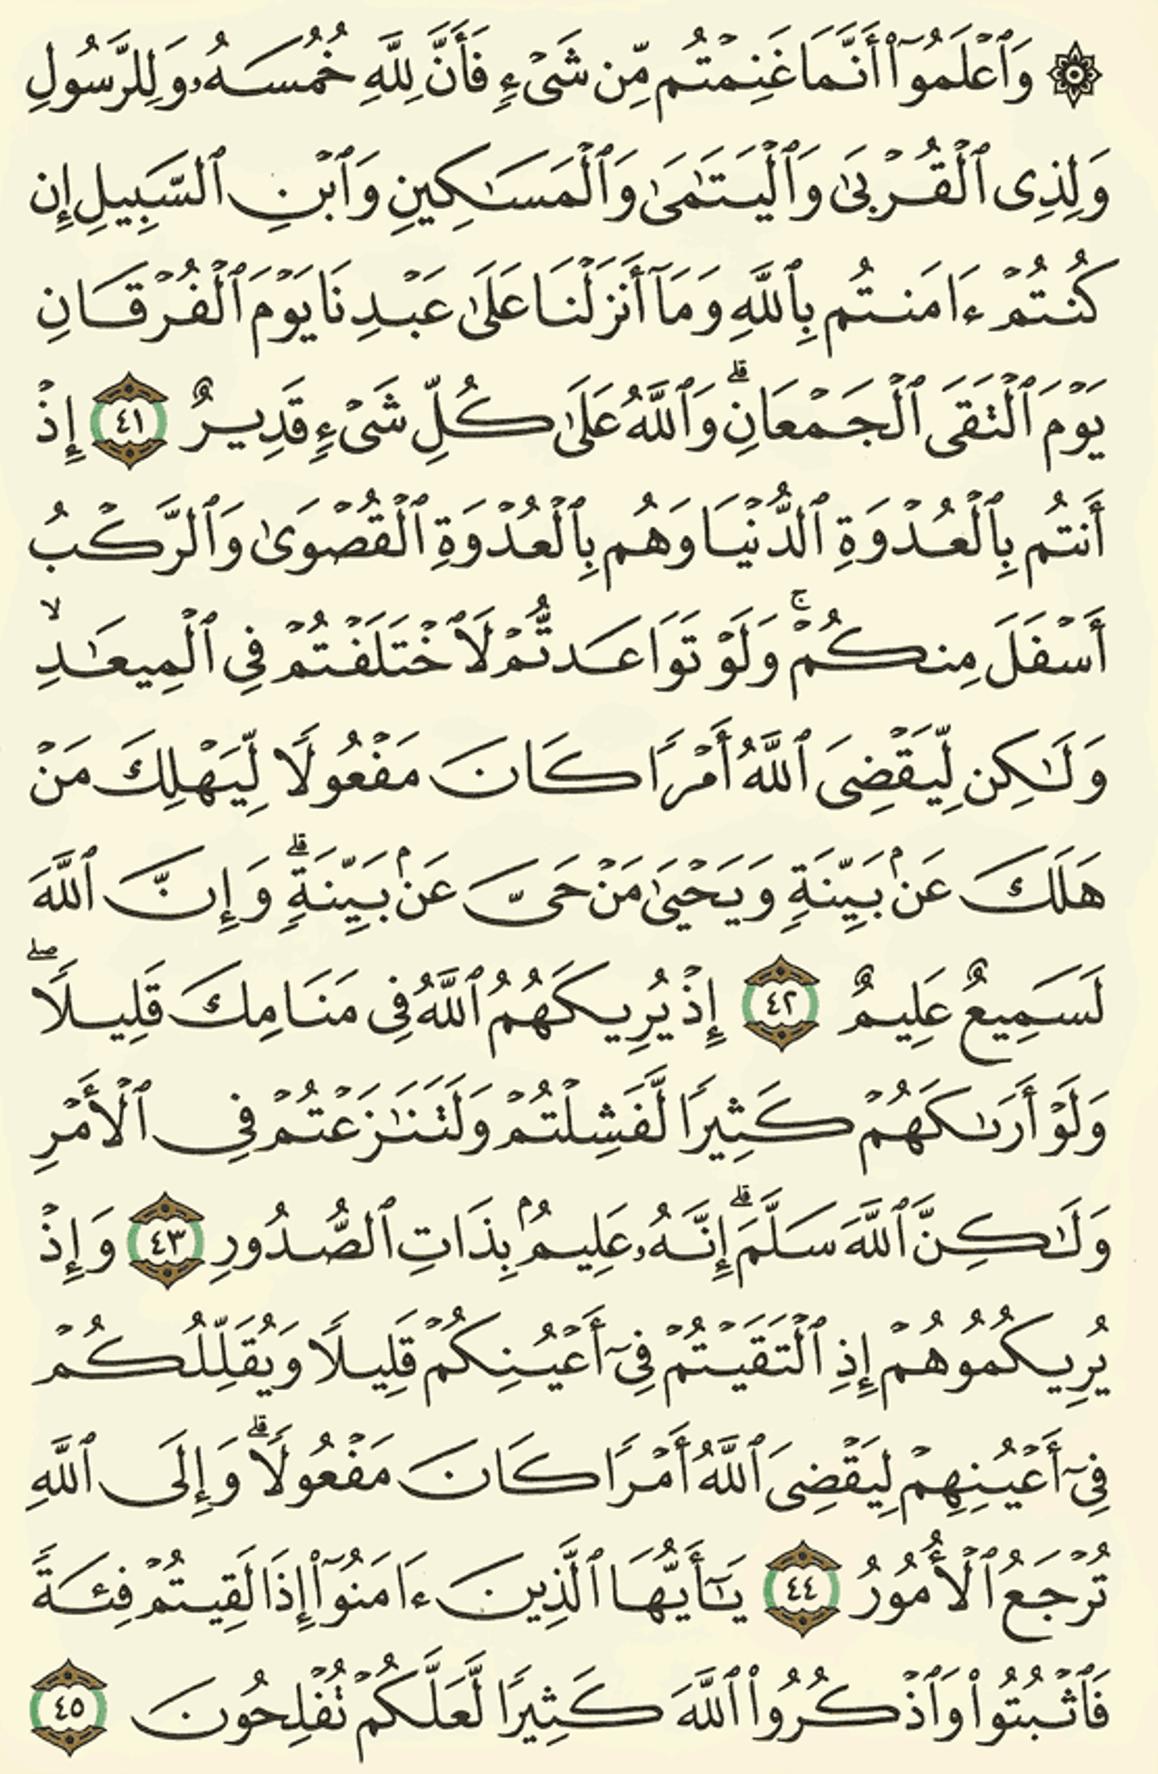 ۞ وَٱعۡلَمُوٓاْ أَنَّمَا غَنِمۡتُم مِّن شَيۡءٖ فَأَنَّ لِلَّهِ خُمُسَهُۥ وَلِلرَّسُولِ
وَلِذِي ٱلۡقُرۡبَىٰ وَٱلۡيَتَٰمَىٰ وَٱلۡمَسَٰكِينِ وَٱبۡنِ ٱلسَّبِيلِ إِن
كُنتُمۡ ءَامَنتُم بِٱللَّهِ وَمَآ أَنزَلۡنَا عَلَىٰ عَبۡدِنَا يَوۡمَ ٱلۡفُرۡقَانِ
يَوۡمَ ٱلۡتَقَى ٱلۡجَمۡعَانِۗ وَٱللَّهُ عَلَىٰ كُلِّ شَيۡءٖ قَدِيرٌ ٤١ إِذۡ
أَنتُم بِٱلۡعُدۡوَةِ ٱلدُّنۡيَا وَهُم بِٱلۡعُدۡوَةِ ٱلۡقُصۡوَىٰ وَٱلرَّكۡبُ
أَسۡفَلَ مِنكُمۡۚ وَلَوۡ تَوَاعَدتُّمۡ لَٱخۡتَلَفۡتُمۡ فِي ٱلۡمِيعَٰدِۙ
وَلَٰكِن لِّيَقۡضِيَ ٱللَّهُ أَمۡرٗا كَانَ مَفۡعُولٗا لِّيَهۡلِكَ مَنۡ
هَلَكَ عَنۢ بَيِّنَةٖ وَيَحۡيَىٰ مَنۡ حَيَّ عَنۢ بَيِّنَةٖۗ وَإِنَّ ٱللَّهَ
لَسَمِيعٌ عَلِيمٌ ٤٢ إِذۡ يُرِيكَهُمُ ٱللَّهُ فِي مَنَامِكَ قَلِيلٗاۖ
وَلَوۡ أَرَىٰكَهُمۡ كَثِيرٗا لَّفَشِلۡتُمۡ وَلَتَنَٰزَعۡتُمۡ فِي ٱلۡأَمۡرِ
وَلَٰكِنَّ ٱللَّهَ سَلَّمَۗ إِنَّهُۥ عَلِيمُۢ بِذَاتِ ٱلصُّدُورِ ٤٣ وَإِذۡ
يُرِيكُمُوهُمۡ إِذِ ٱلۡتَقَيۡتُمۡ فِيٓ أَعۡيُنِكُمۡ قَلِيلٗا وَيُقَلِّلُكُمۡ
فِيٓ أَعۡيُنِهِمۡ لِيَقۡضِيَ ٱللَّهُ أَمۡرٗا كَانَ مَفۡعُولٗاۗ وَإِلَى ٱللَّهِ
تُرۡجَعُ ٱلۡأُمُورُ ٤٤ يَٰٓأَيُّهَا ٱلَّذِينَ ءَامَنُوٓاْ إِذَا لَقِيتُمۡ فِئَةٗ
فَٱثۡبُتُواْ وَٱذۡكُرُواْ ٱللَّهَ كَثِيرٗا لَّعَلَّكُمۡ تُفۡلِحُونَ ٤٥